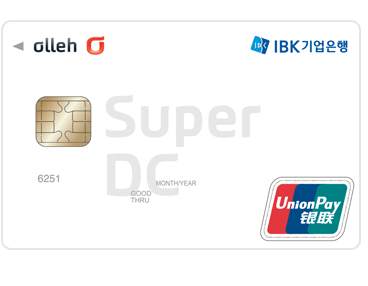 olleh
IBK기업은행
Super
DC
6251
MONTH/YEAR
GOOD
THRU
UnionPay
银联